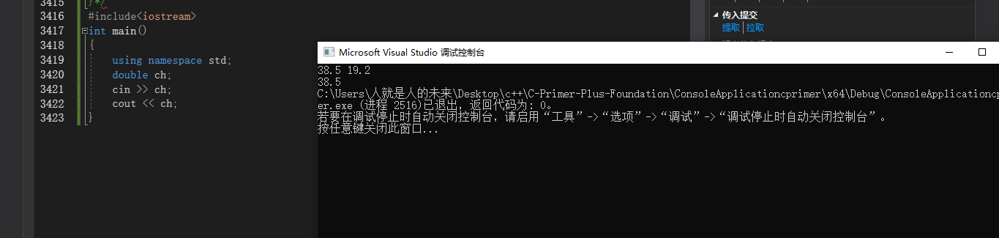 3415 }*/
3416 #include<iostream>
3417 int main()
3418 {
3419 using namespace std;
3420 double ch;
3421 cin >> ch;
3422 cout << ch;
3423 }
传入提交
提取 | 拉取
Microsoft Visual Studio 调试控制台
38.5 19.2
38.5
C:\Users\人就是人的未来\Desktop\c++\C-Primer-Plus-Foundation\ConsoleApplicationcprimer\x64\Debug\ConsoleApplicationcp
er.exe (进程 2516)已退出，返回代码为: 0。
若要在调试停止时自动关闭控制台，请启用“工具”->“选项”->“调试”->“调试停止时自动关闭控制台”。
按任意键关闭此窗口...